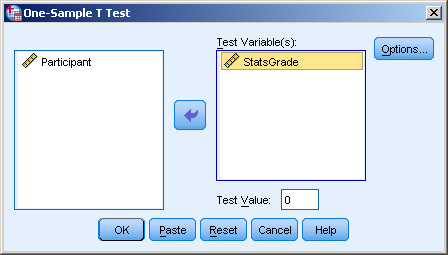 One-Sample T Test
Test Variable(s):
Participant
StatsGrade
Options...
Test Value: 0
OK Paste Reset Cancel Help